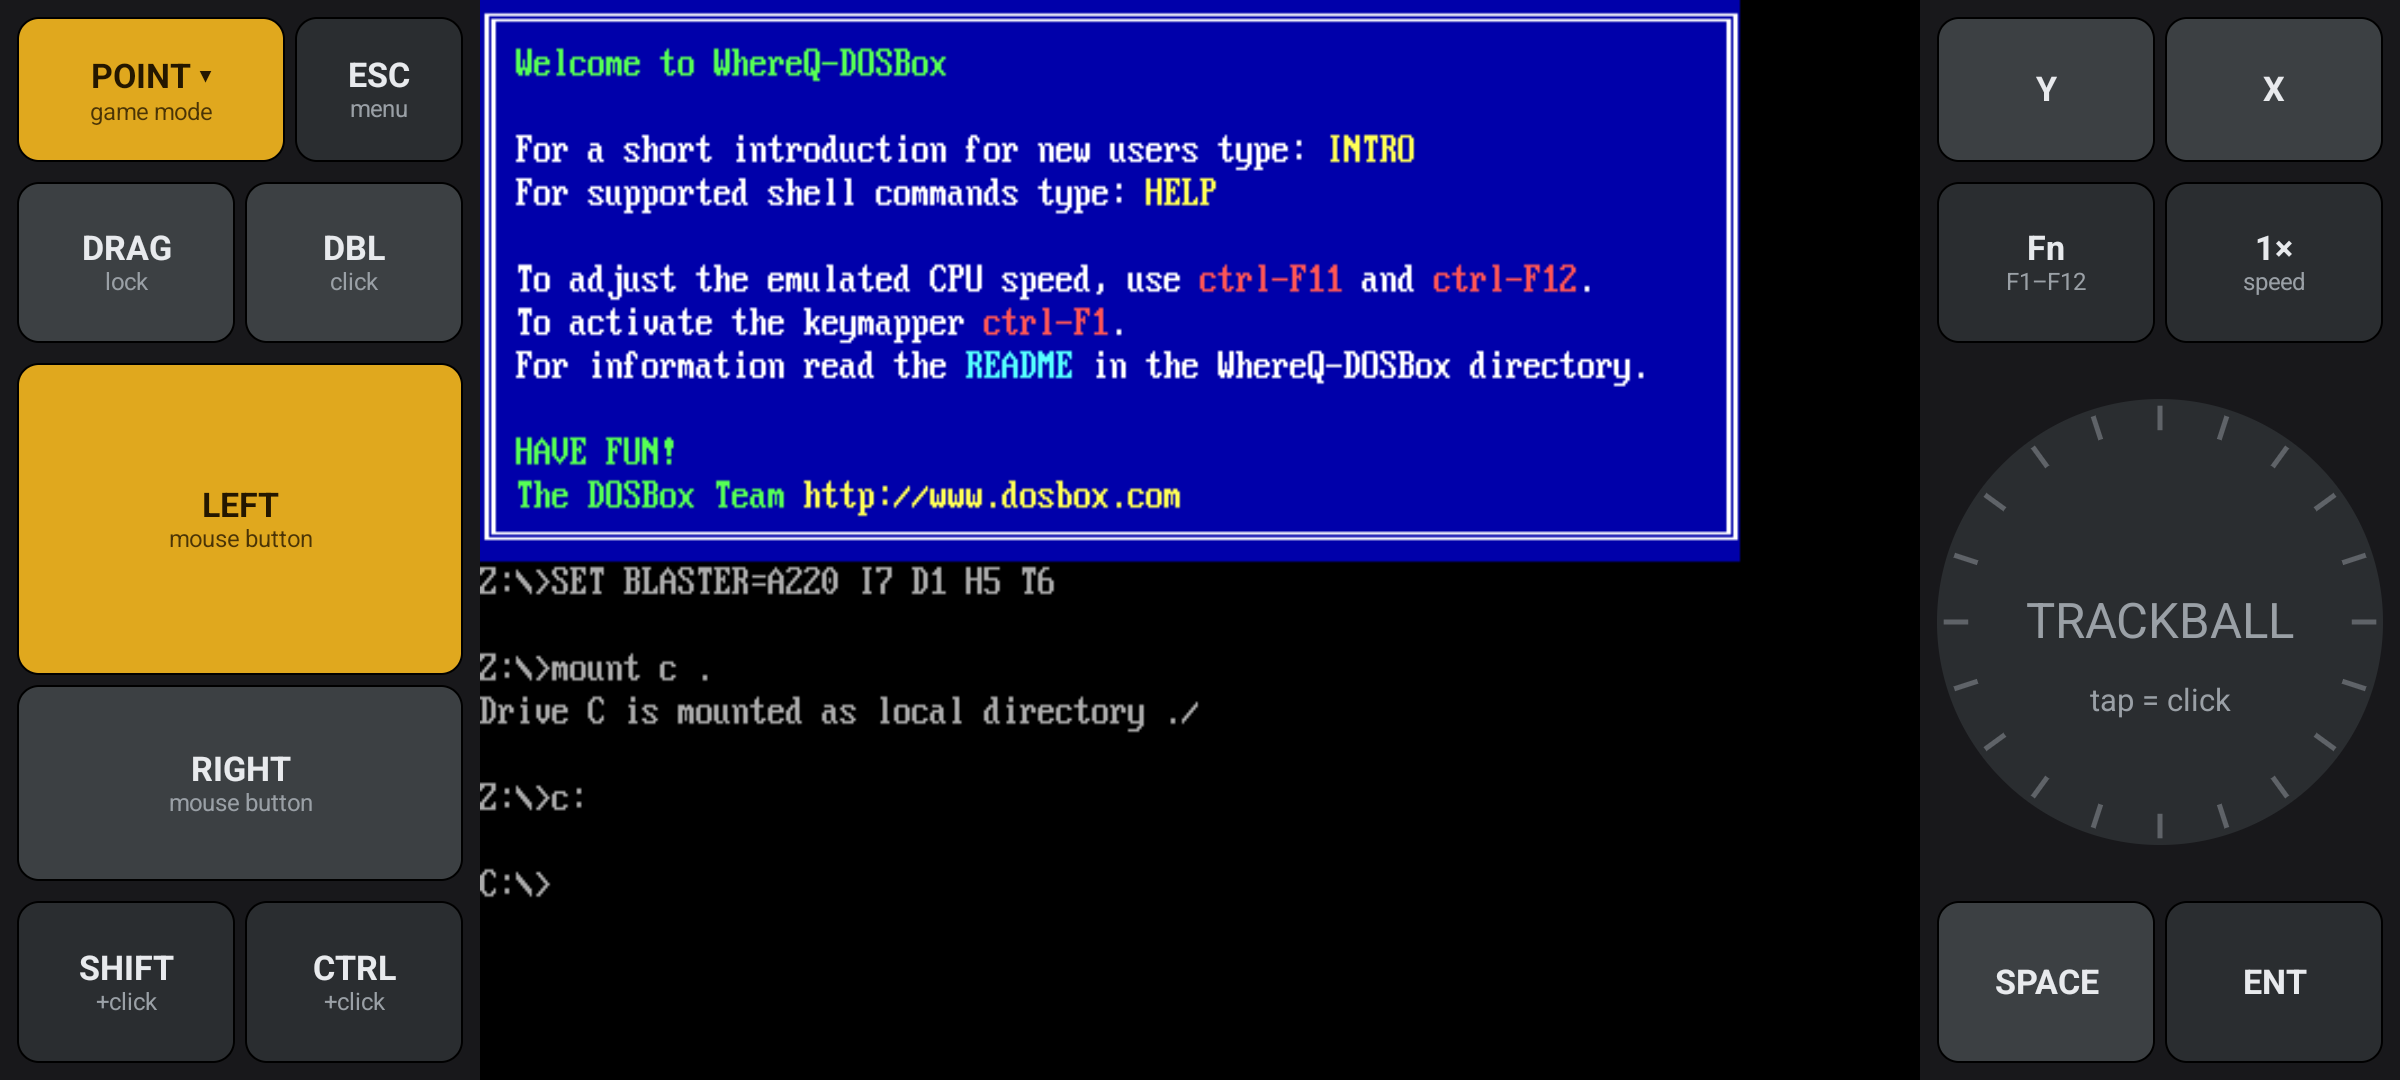 POINT ▼
game mode
ESC
menu
DRAG
lock
DBL
click
LEFT
mouse button
RIGHT
mouse button
SHIFT
+click
CTRL
+click
Welcome to WhereQ-DOSBox
For a short introduction for new users type: INTRO
For supported shell commands type: HELP
To adjust the emulated CPU speed, use ctrl-F11 and ctrl-F12.
To activate the keymapper ctrl-F1.
For information read the README in the WhereQ-DOSBox directory.
HAVE FUN!
The DOSBox Team http://www.dosbox.com
Z:\>SET BLASTER=A220 I7 D1 H5 T6
Z:\>mount c .
Drive C is mounted as local directory ./
Z:\>c:
C:\>
Y
X
Fn
F1–F12
1×
speed
TRACKBALL
tap = click
SPACE
ENT